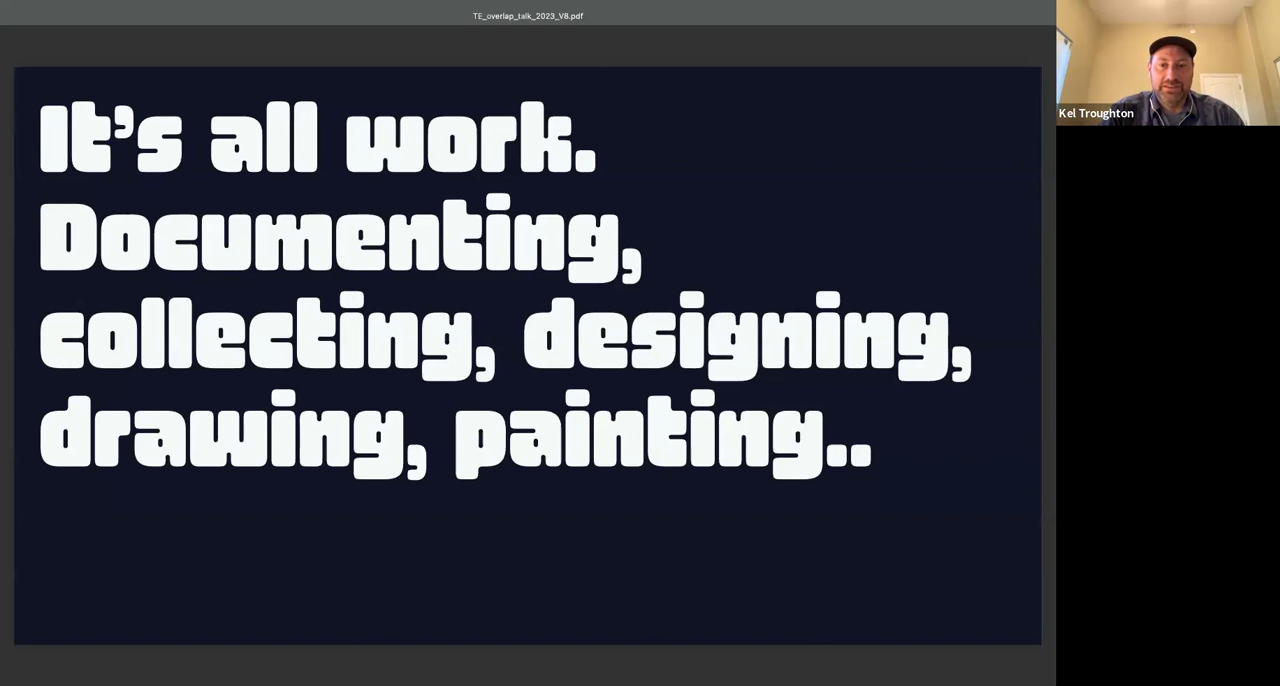 TE_overlap_talk_2023_V8.pdf
It's all work.
Documenting,
collecting, designing,
drawing, painting..
Kel Troughton